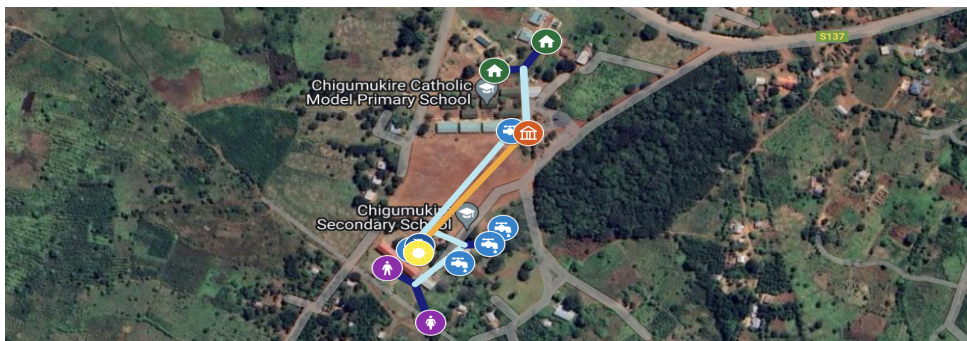 S137
Chigumukire Catholic
Model Primary School
Chigumukire
Secondary School